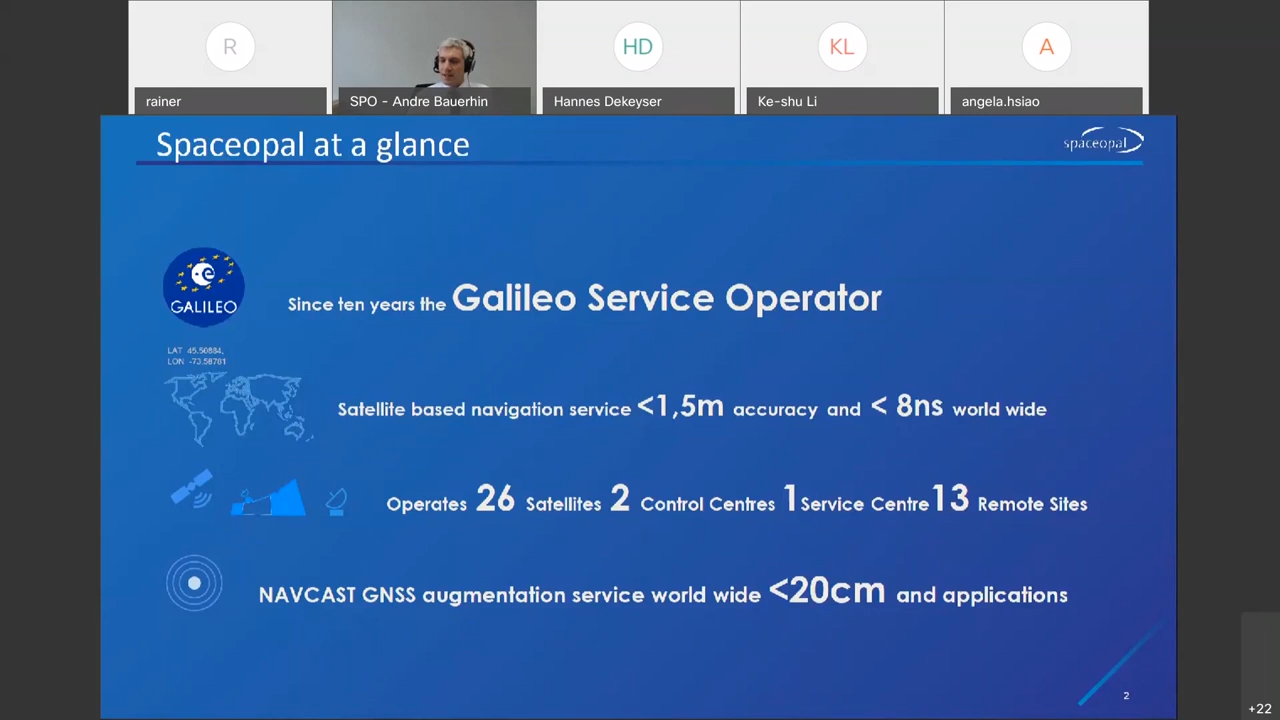 R
HD
KL
A
rainer
SPO - Andre Bauerhin
Hannes Dekeyser
Ke-shu Li
angela.hsiao
Spaceopal at a glance
spaceopal
GALILEO
Since ten years the Galileo Service Operator
LAT 45.50884,
LON -73.58781
Satellite based navigation service <1,5m accuracy and < 8ns world wide
Operates 26 Satellites 2 Control Centres 1 Service Centre 13 Remote Sites
NAVCAST GNSS augmentation service world wide <20cm and applications
2
+22